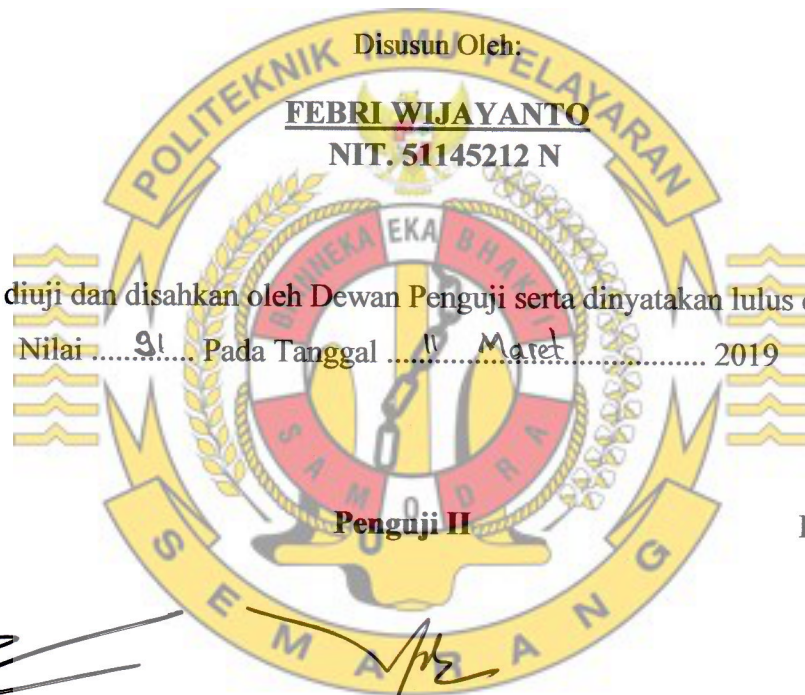 Disusun Oleh:
POLITEKNIK ILMU PELAYARAN
FEBRI WIJAYANTO
NIT. 51145212 N
BHINNEKA EKA BHAKTI
diuji dan disahkan oleh Dewan Penguji serta dinyatakan lulus
Nilai ........91.... Pada Tanggal .....11 Maret.................... 2019
SAMODRA
Penguji II
SEMARANG